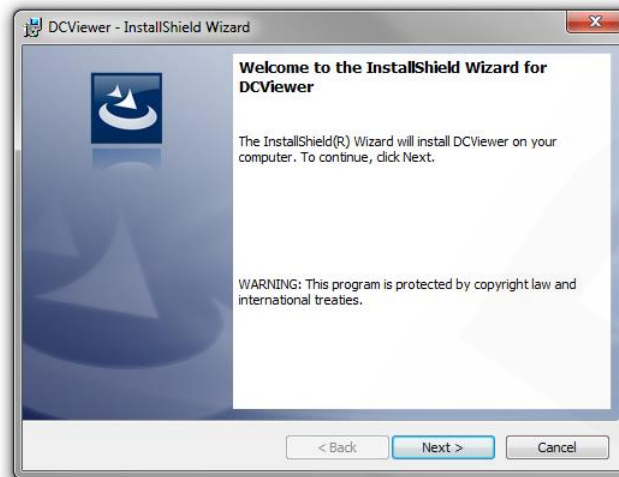 DCViewer - InstallShield Wizard
Welcome to the InstallShield Wizard for
DCViewer
The InstallShield(R) Wizard will install DCViewer on your
computer. To continue, click Next.
WARNING: This program is protected by copyright law and
international treaties.
< Back Next > Cancel